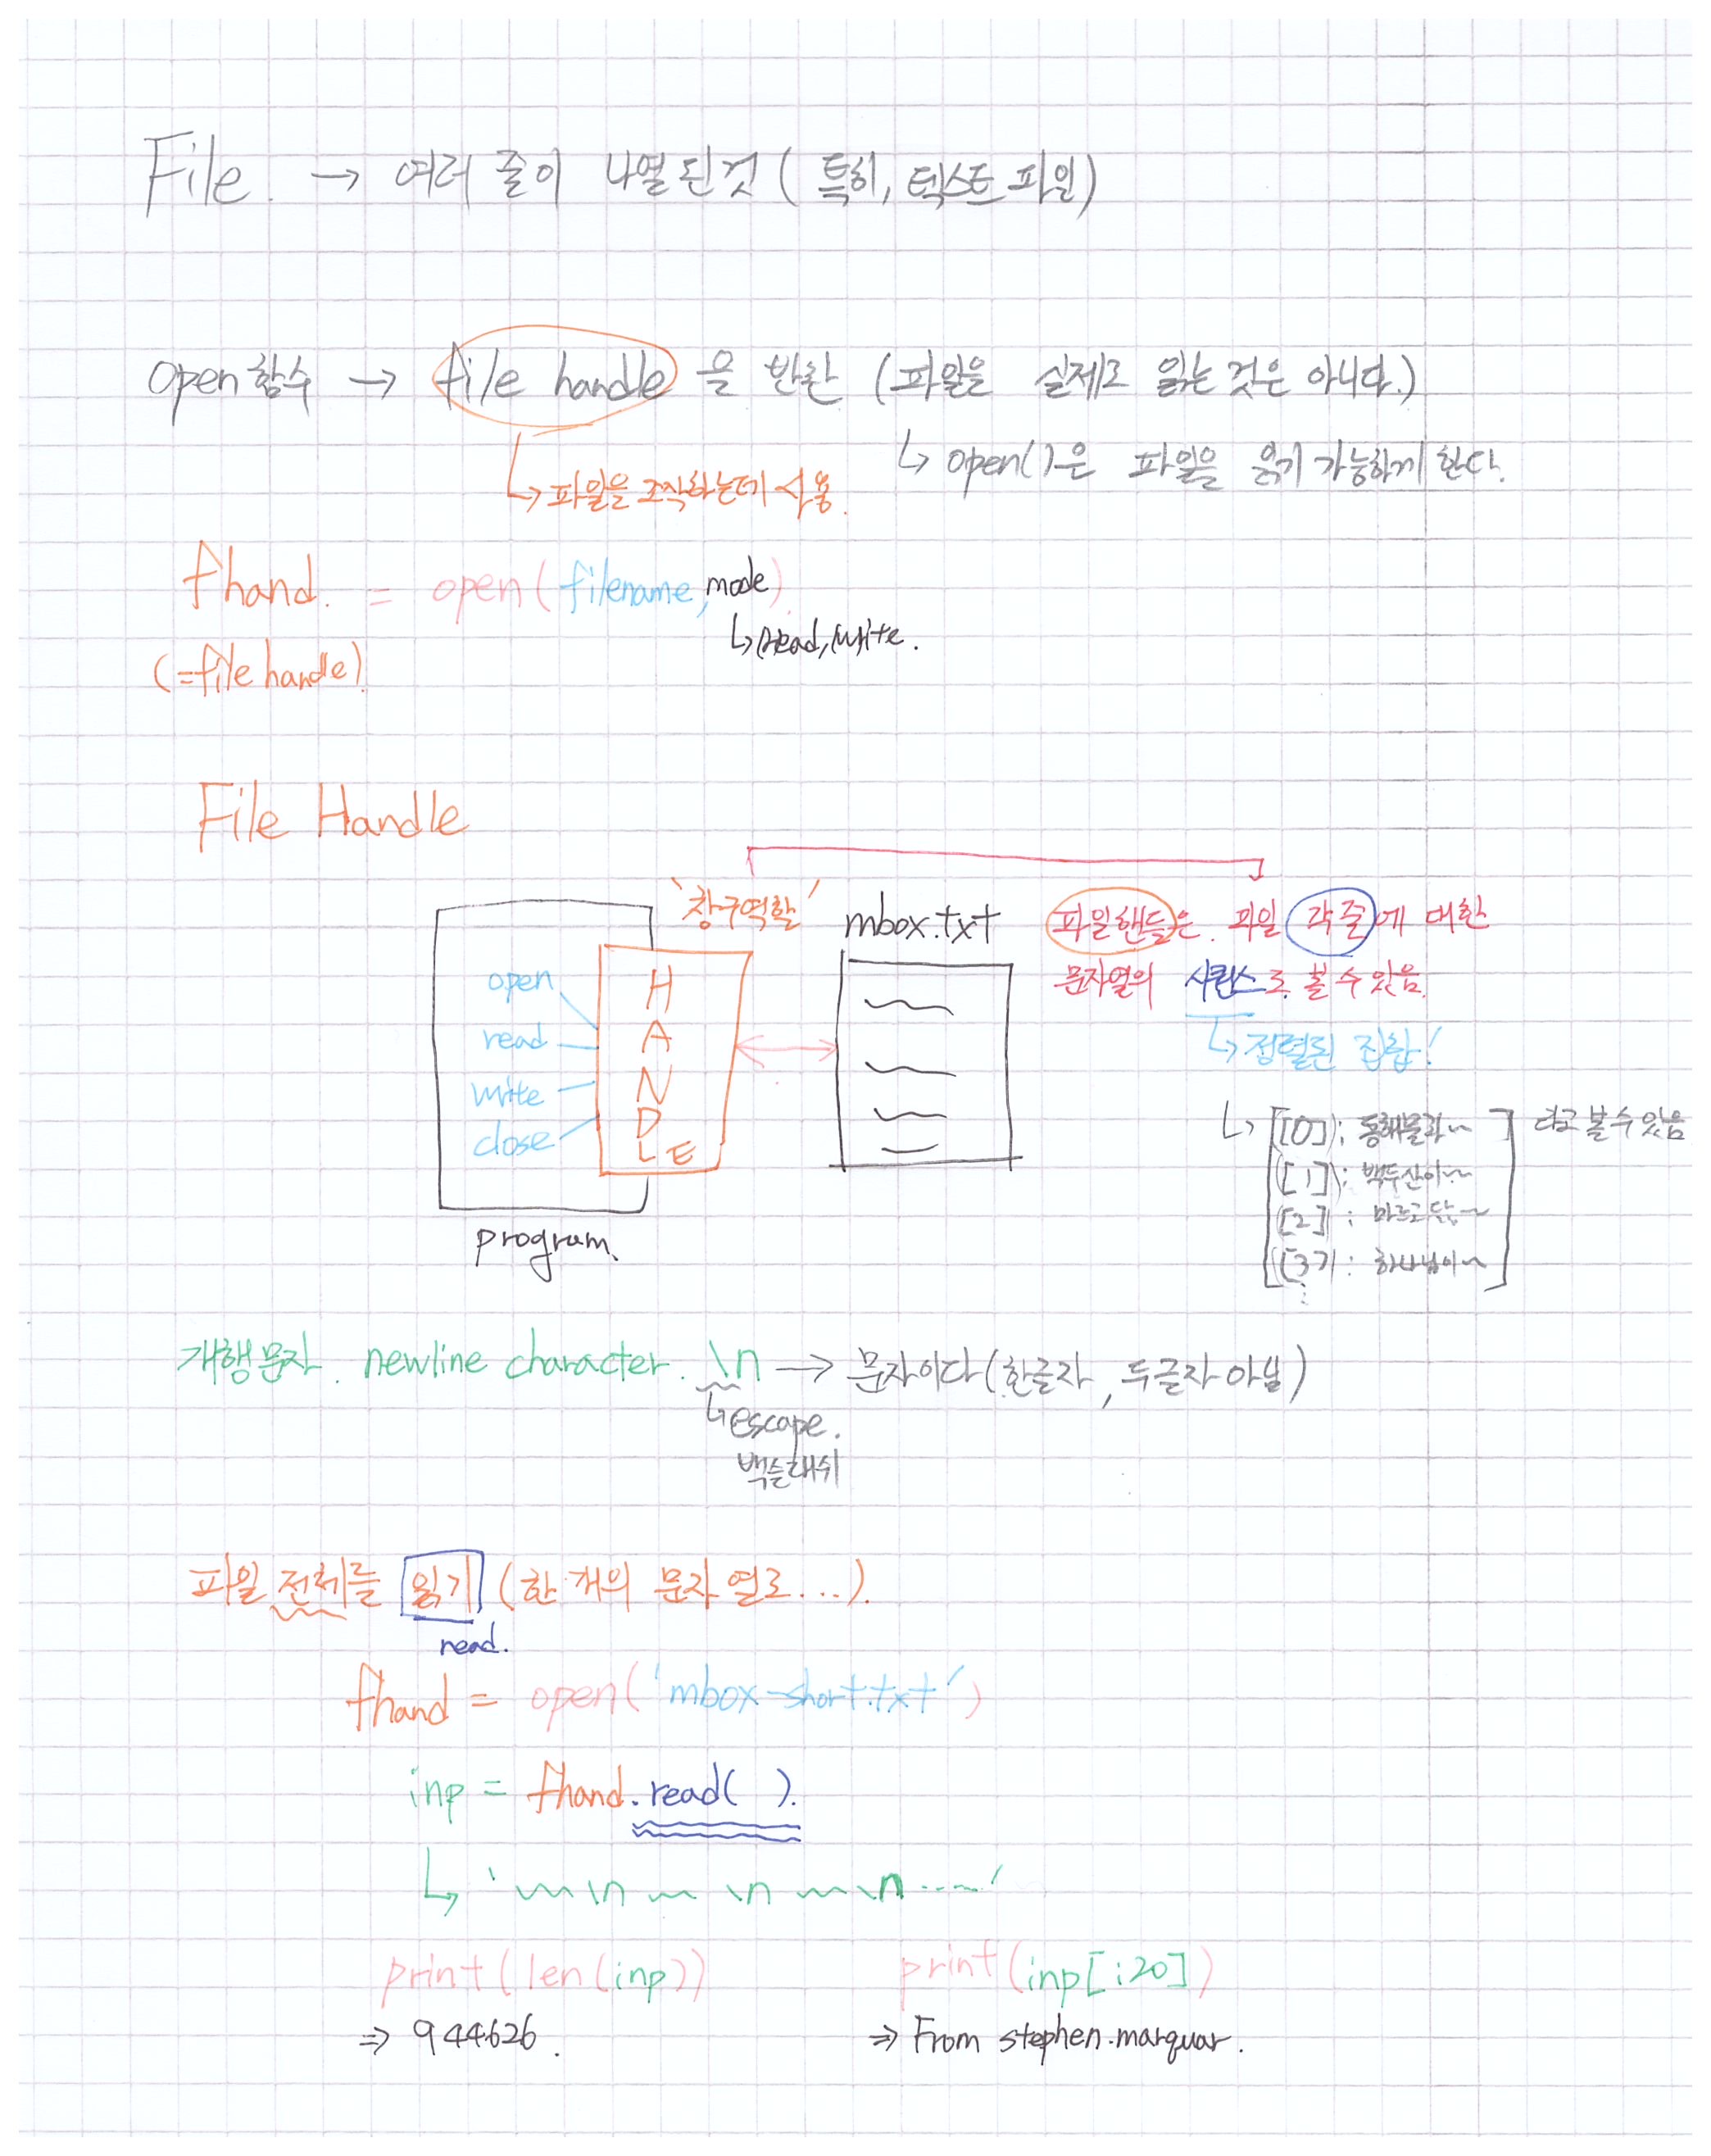 File. → 여러 줄이 나열된것 (특히, 텍스트 파일)
open함수 → file handle 을 반환 (파일을 실제로 읽는 것은 아니다.)
↳ 파일을 조작하는데 사용.
↳ open()은 파일을 읽기 가능하게 한다.
fhand. = open(filename, mode)
↳ read, write.
(=file handle)
File Handle
'창구역할'
mbox.txt
파일핸들은. 파일 각 줄에 대한
문자열의 시퀀스로 볼 수 있음.
↳ 정렬된 집합!
open
read
write
close
HANDLE
program.
↳ [([0]): 동해물과~ ] 라고 볼 수 있음
([1]): 백두산이~
([2]): 마르고 닳~
([3]): 하나님이~
⋮
개행문자. newline character. \n → 문자이다 (한글자, 두글자 아님)
↳ escape.
백슬래쉬
파일 전체를 읽기 (한 개의 문자열로...).
read.
fhand = open('mbox-short.txt')
inp = fhand.read( ).
↳ '~~\n ~ \n ~~\n ----'
print(len(inp))
⇒ 944626.
print(inp[:20])
⇒ From stephen.marquar.